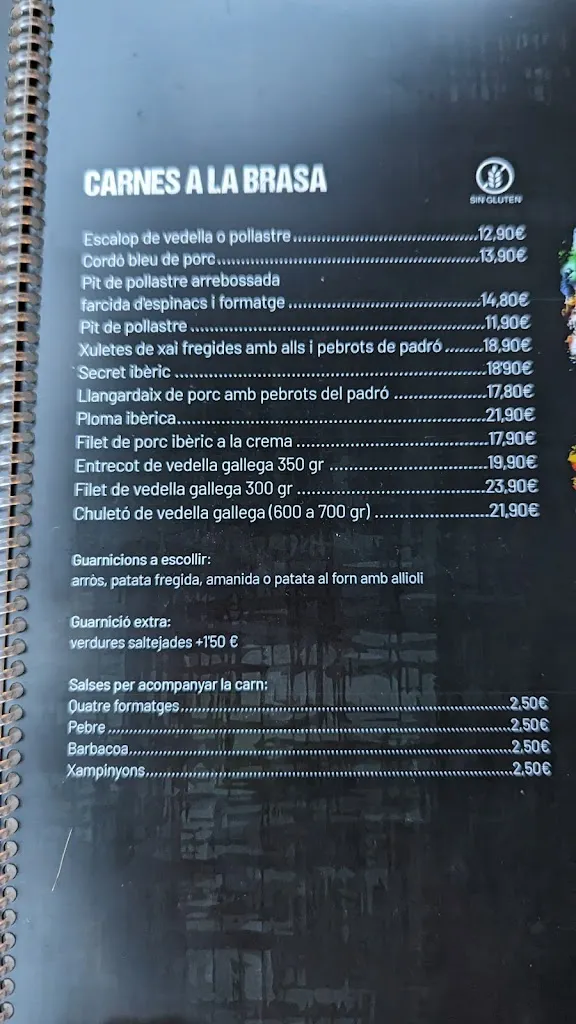 CARNES A LA BRASA
SIN GLUTEN
Escalop de vedella o pollastre 12,90€
Cordó bleu de porc 13,90€
Pit de pollastre arrebossada
farcida d'espinacs i formatge 14,80€
Pit de pollastre 11,90€
Xuletes de xai fregides amb alls i pebrots de padró 18,90€
Secret ibèric 18'90€
Llangardaix de porc amb pebrots del padró 17,80€
Ploma ibèrica 21,90€
Filet de porc ibèric a la crema 17,90€
Entrecot de vedella gallega 350 gr 19,90€
Filet de vedella gallega 300 gr 23,90€
Chuletó de vedella gallega (600 a 700 gr) 21,90€
Guarnicions a escollir:
arròs, patata fregida, amanida o patata al forn amb allioli
Guarnició extra:
verdures saltejades +1'50 €
Salses per acompanyar la carn:
Quatre formatges 2,50€
Pebre 2,50€
Barbacoa 2,50€
Xampinyons 2,50€